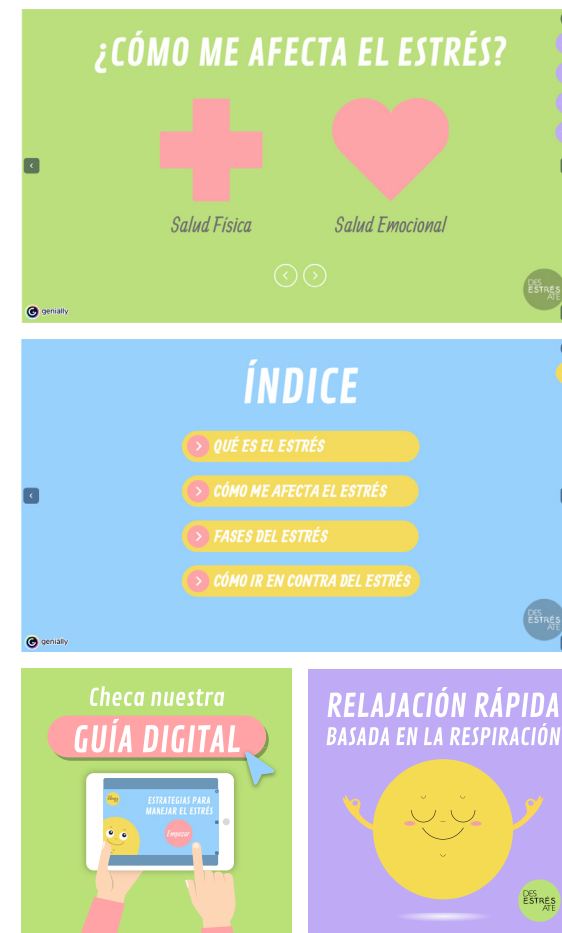 ¿CÓMO ME AFECTA EL ESTRÉS?
Salud Física
Salud Emocional
DES
ESTRÉS
ATE
genially
ÍNDICE
QUÉ ES EL ESTRÉS
CÓMO ME AFECTA EL ESTRÉS
FASES DEL ESTRÉS
CÓMO IR EN CONTRA DEL ESTRÉS
DES
ESTRÉS
ATE
genially
Checa nuestra
GUÍA DIGITAL
ESTRATEGIAS PARA
MANEJAR EL ESTRÉS
Empezar
RELAJACIÓN RÁPIDA
BASADA EN LA RESPIRACIÓN
DES
ESTRÉS
ATE